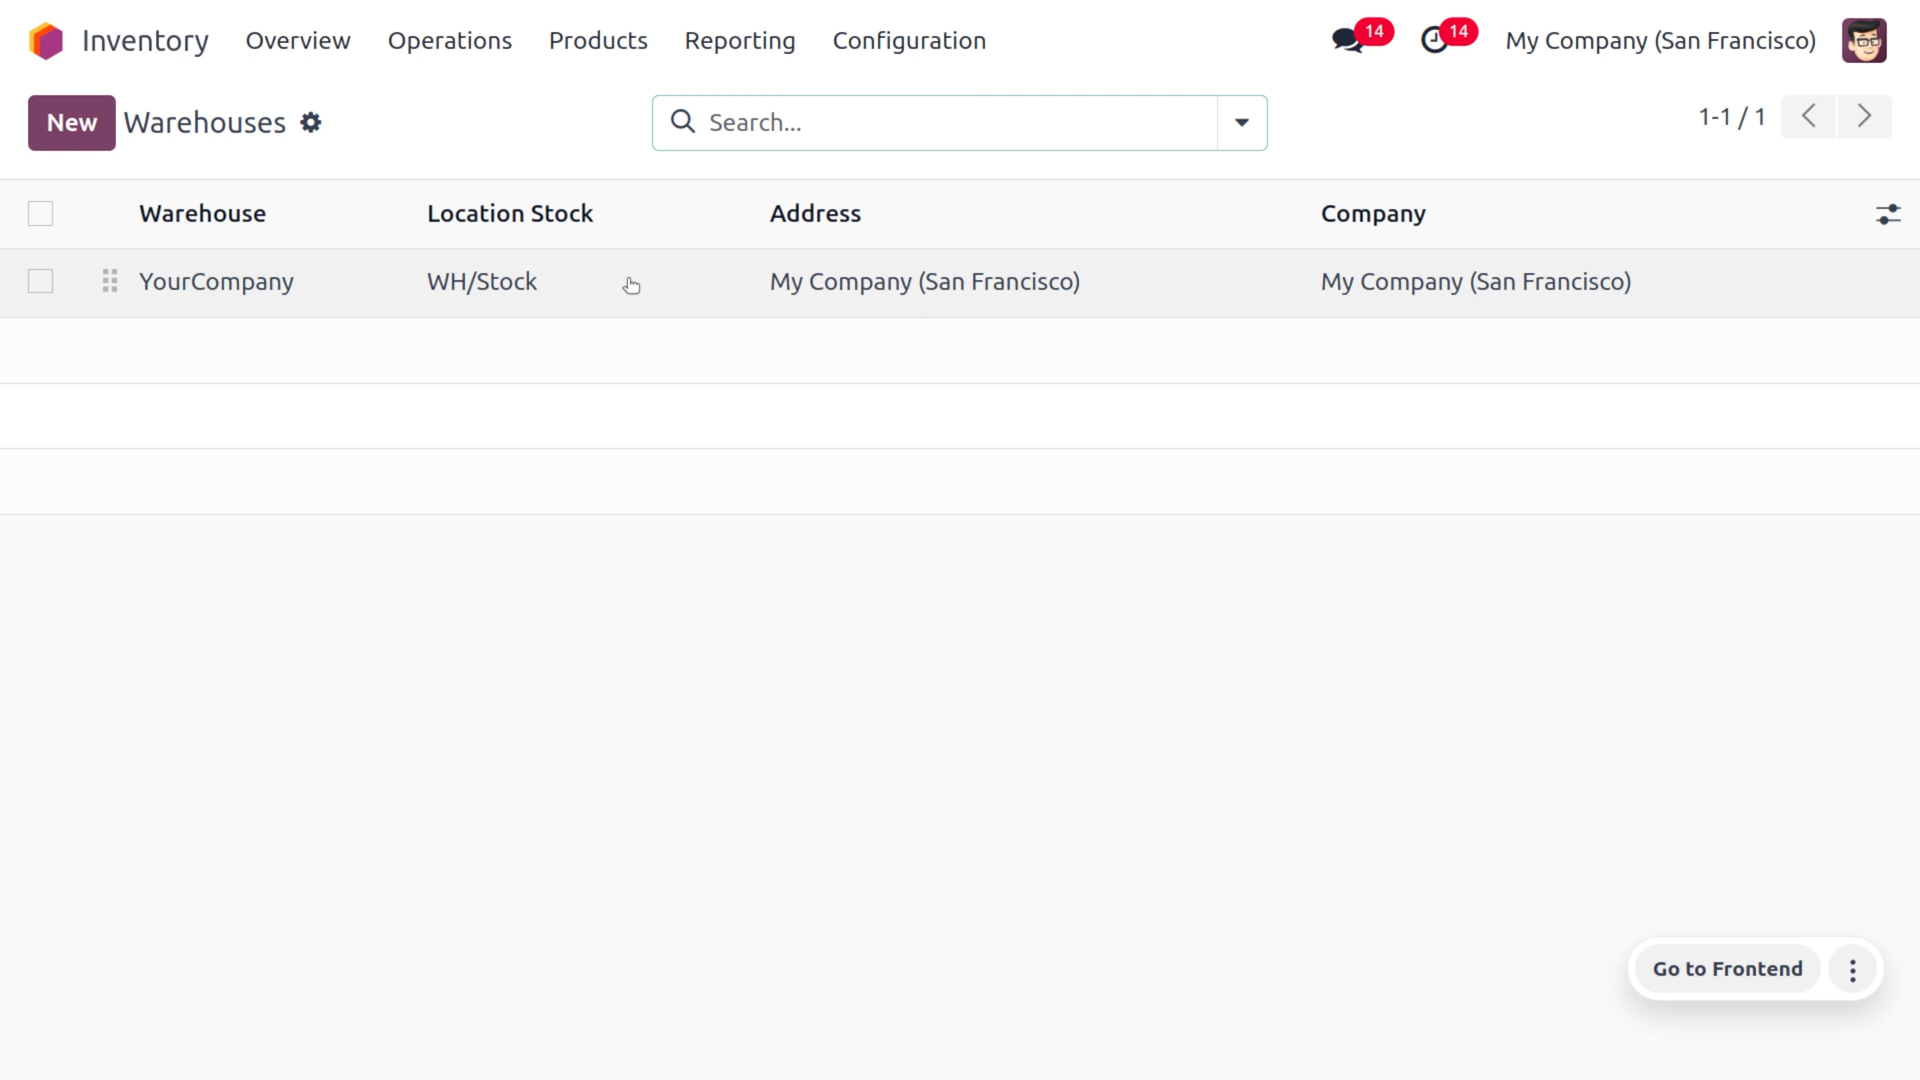 Inventory Overview Operations Products Reporting Configuration 14 14 My Company (San Francisco)
New Warehouses Search... 1-1 / 1
Warehouse Location Stock Address Company
YourCompany WH/Stock My Company (San Francisco) My Company (San Francisco)
Go to Frontend